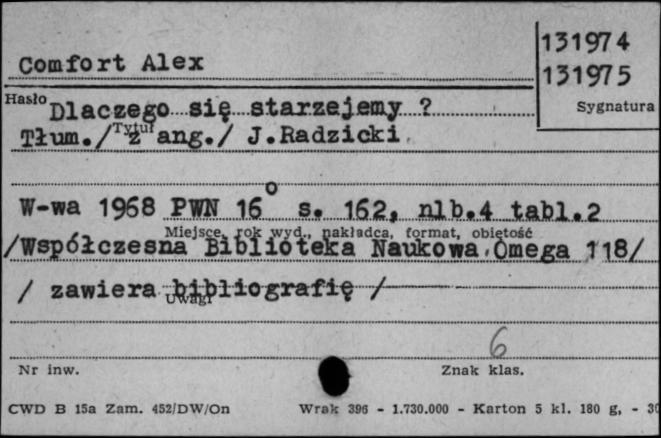 131974
Comfort Alex
131975
Hasło
Sygnatura
Dlaczego się starzejemy ?
Tytuł
Tłum./ z ang./ J.Radzicki
W-wa 1968 PWN 16° s. 162, nlb.4 tabl.2
Miejsce, rok wyd., nakładca, format, objętość
/Współczesna Biblioteka Naukowa Omega 118/
/ zawiera bibliografię /
Uwagi
6
Nr inw.
Znak klas.
CWD B 15a Zam. 452/DW/On Wrak 396 - 1.730.000 - Karton 5 kl. 180 g, - 30